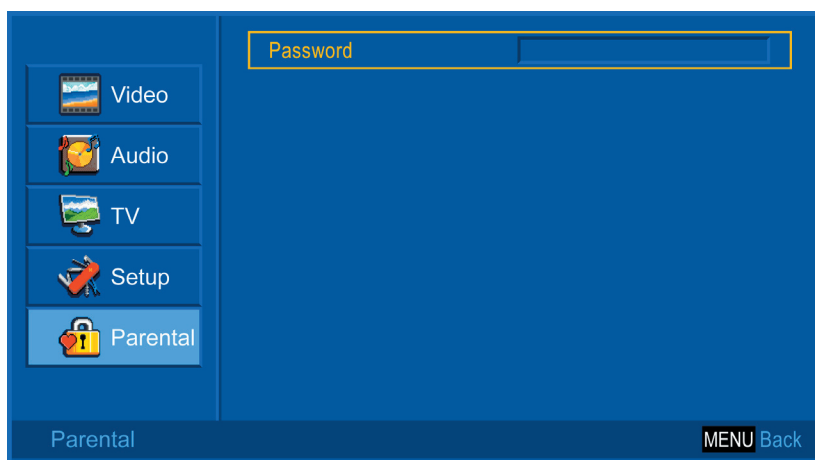 Password
Video
Audio
TV
Setup
Parental
Parental
MENU Back